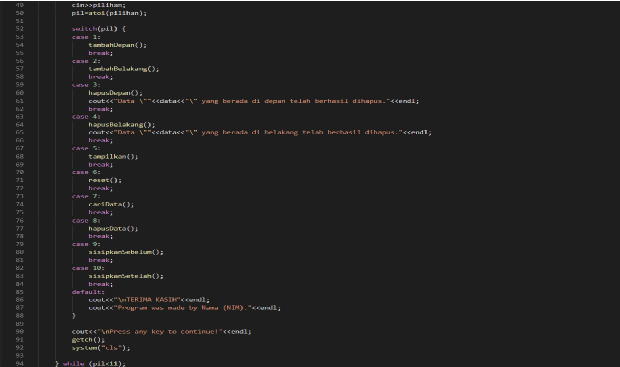 49 cin>>pilihan;
50 pil=atoi(pilihan);
51
52 switch(pil) {
53 case 1:
54 tambahDepan();
55 break;
56 case 2:
57 tambahBelakang();
58 break;
59 case 3:
60 hapusDepan();
61 cout<<"Data \""<<data<<"\" yang berada di depan telah berhasil dihapus."<<endl;
62 break;
63 case 4:
64 hapusBelakang();
65 cout<<"Data \""<<data<<"\" yang berada di belakang telah berhasil dihapus."<<endl;
66 break;
67 case 5:
68 tampilkan();
69 break;
70 case 6:
71 reset();
72 break;
73 case 7:
74 cariData();
75 break;
76 case 8:
77 hapusData();
78 break;
79 case 9:
80 sisipkanSebelum();
81 break;
82 case 10:
83 sisipkanSetelah();
84 break;
85 default:
86 cout<<"\nTERIMA KASIH"<<endl;
87 cout<<"Program was made by Nama (NIM)."<<endl;
88 }
89
90 cout<<"\nPress any key to continue!"<<endl;
91 getch();
92 system("cls");
93
94 } while (pil<11);